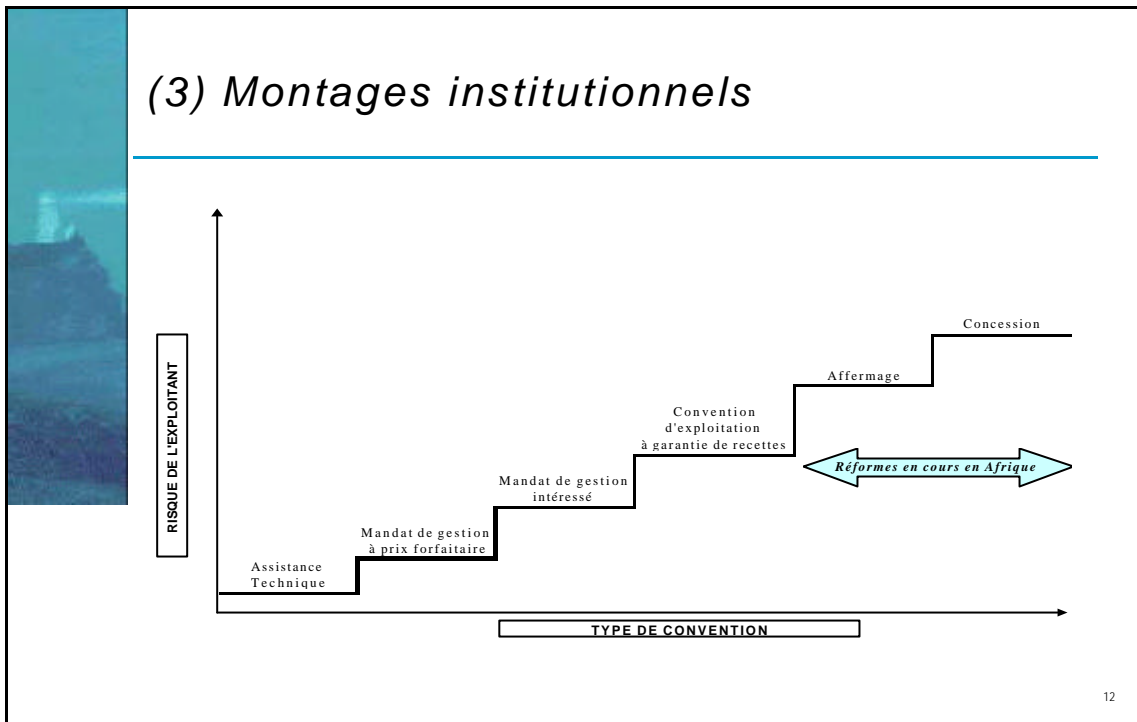 (3) Montages institutionnels
RISQUE DE L'EXPLOITANT
Concession
Affermage
Convention
d'exploitation
à garantie de recettes
Réformes en cours en Afrique
Mandat de gestion
intéressé
Mandat de gestion
à prix forfaitaire
Assistance
Technique
TYPE DE CONVENTION
12